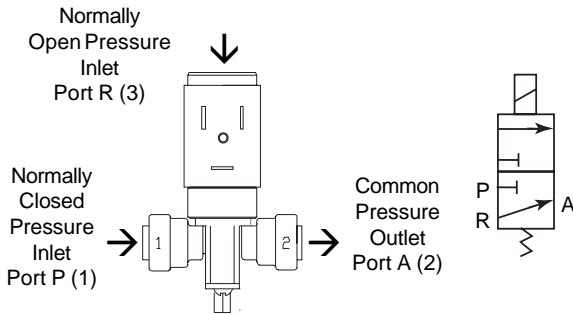 Normally
Open Pressure
Inlet
Port R (3)
Normally
Closed
Pressure
Inlet
Port P (1)
1
2
Common
Pressure
Outlet
Port A (2)
P
R
A